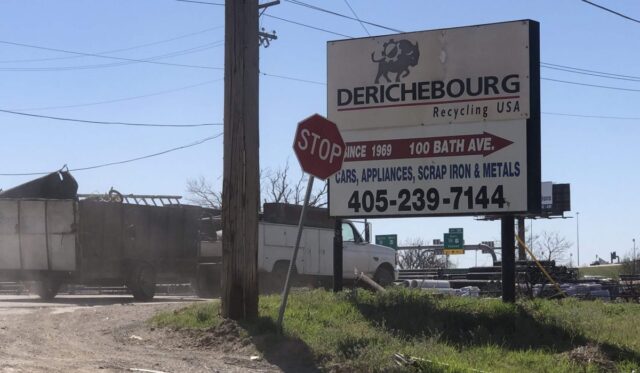 DERICHEBOURG
Recycling USA
STOP
SINCE 1969 100 BATH AVE.
CARS, APPLIANCES, SCRAP IRON & METALS
405-239-7144